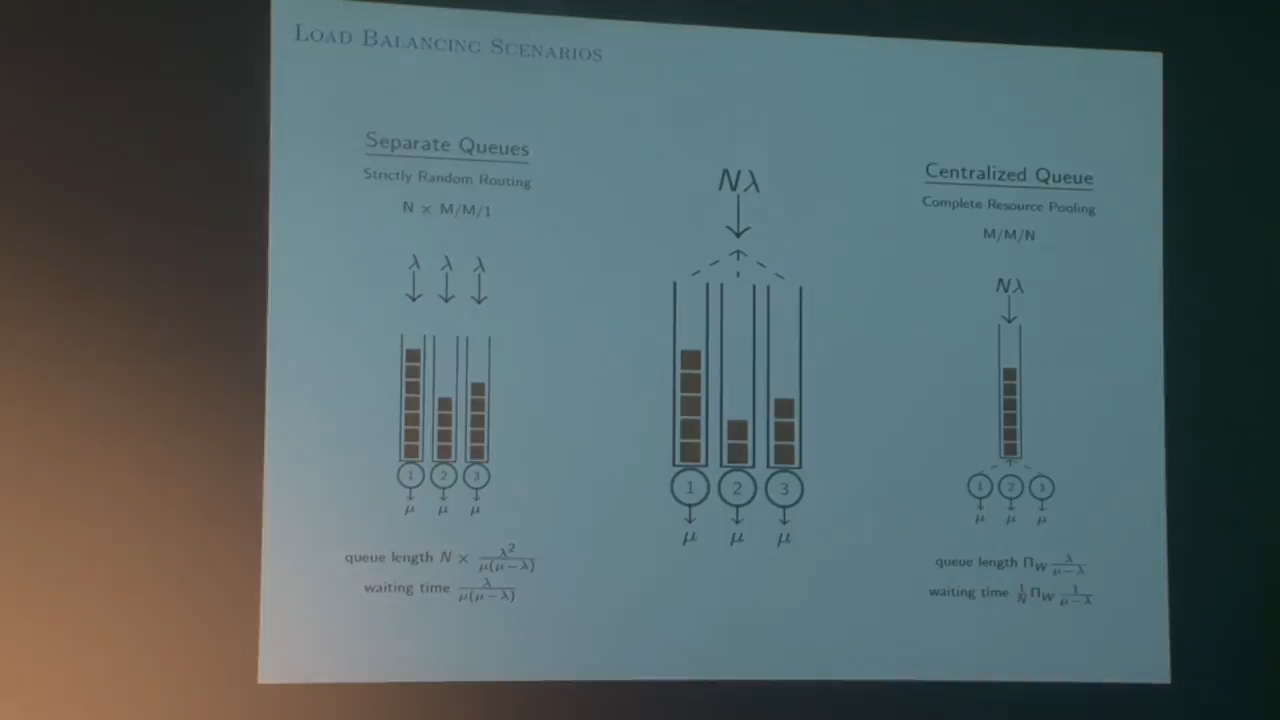 LOAD BALANCING SCENARIOS
Separate Queues
Strictly Random Routing
N × M/M/1
λ λ λ
1 2 3
μ μ μ
queue length N × λ²/μ(μ−λ)
waiting time λ/μ(μ−λ)
Nλ
1 2 3
μ μ μ
Centralized Queue
Complete Resource Pooling
M/M/N
Nλ
1 2 3
μ μ μ
queue length Π_W λ/μ−λ
waiting time 1/N Π_W 1/μ−λ